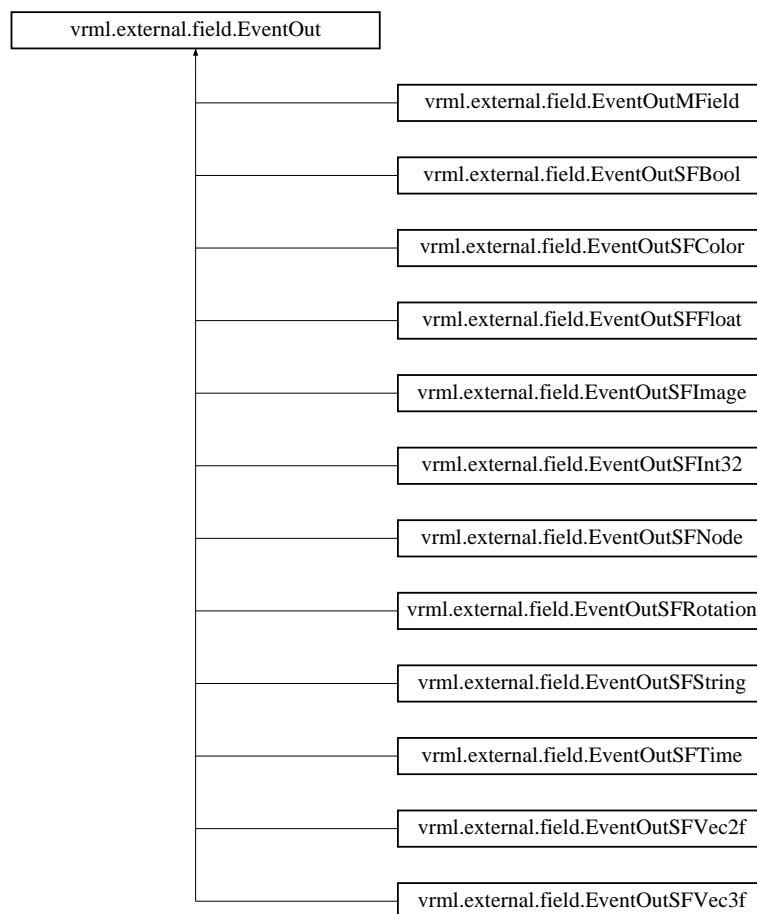 vrml.external.field.EventOut
vrml.external.field.EventOutMField
vrml.external.field.EventOutSFBool
vrml.external.field.EventOutSFColor
vrml.external.field.EventOutSFFloat
vrml.external.field.EventOutSFImage
vrml.external.field.EventOutSFInt32
vrml.external.field.EventOutSFNode
vrml.external.field.EventOutSFRotation
vrml.external.field.EventOutSFString
vrml.external.field.EventOutSFTime
vrml.external.field.EventOutSFVec2f
vrml.external.field.EventOutSFVec3f